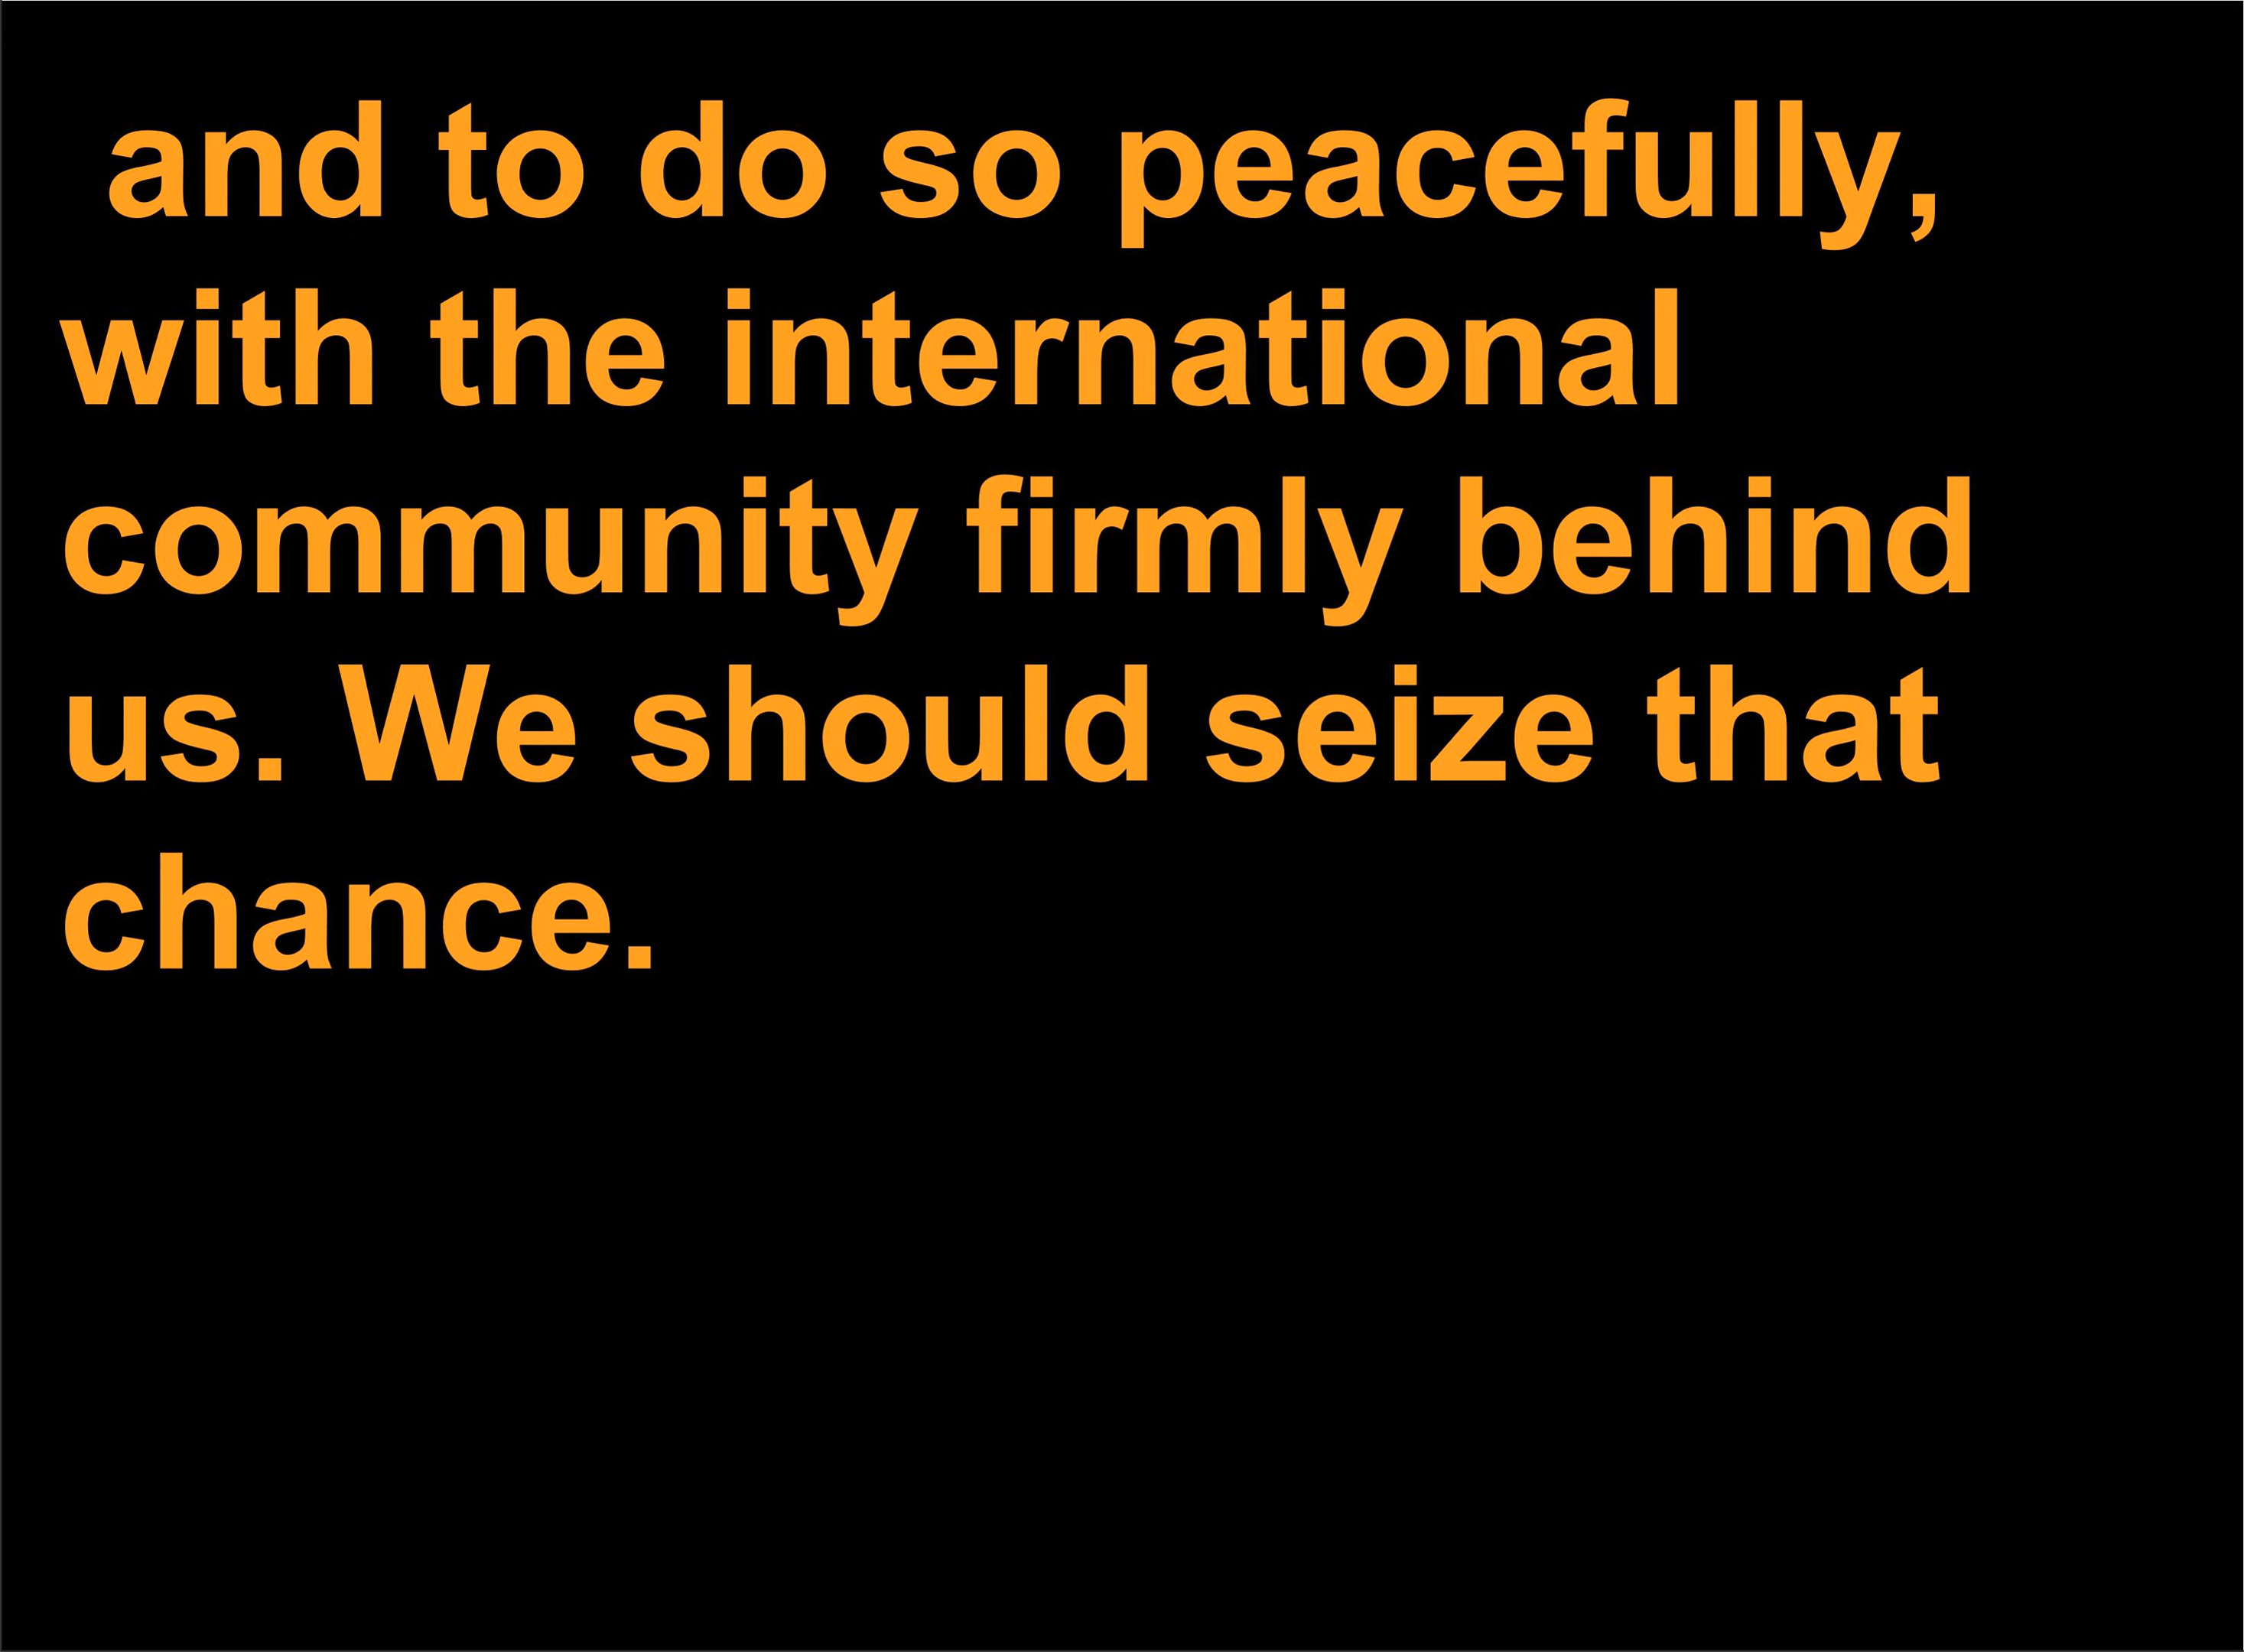 and to do so peacefully,
with the international
community firmly behind
us. We should seize that
chance.